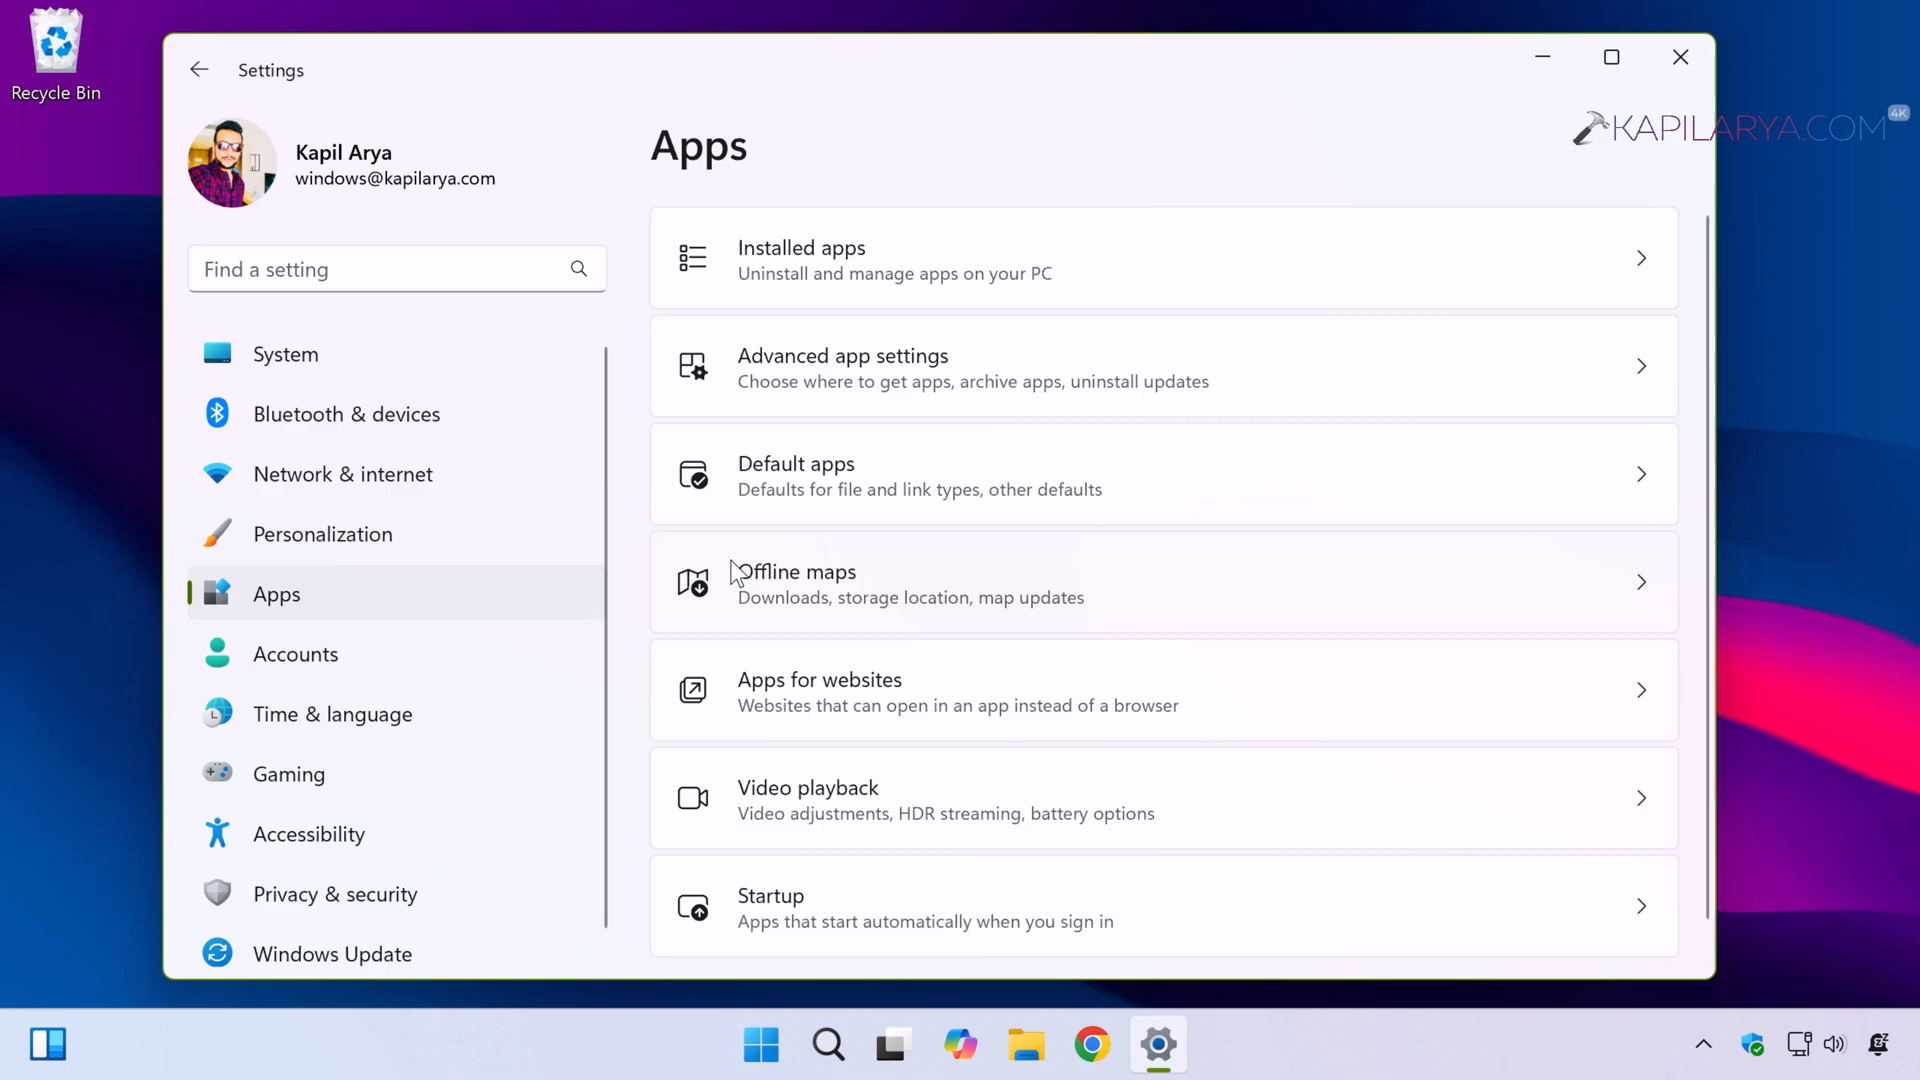 Recycle Bin
Settings
Kapil Arya
windows@kapilarya.com
Find a setting
System
Bluetooth & devices
Network & internet
Personalization
Apps
Accounts
Time & language
Gaming
Accessibility
Privacy & security
Windows Update
Apps
KAPILARYA.COM
4K
Installed apps
Uninstall and manage apps on your PC
Advanced app settings
Choose where to get apps, archive apps, uninstall updates
Default apps
Defaults for file and link types, other defaults
Offline maps
Downloads, storage location, map updates
Apps for websites
Websites that can open in an app instead of a browser
Video playback
Video adjustments, HDR streaming, battery options
Startup
Apps that start automatically when you sign in